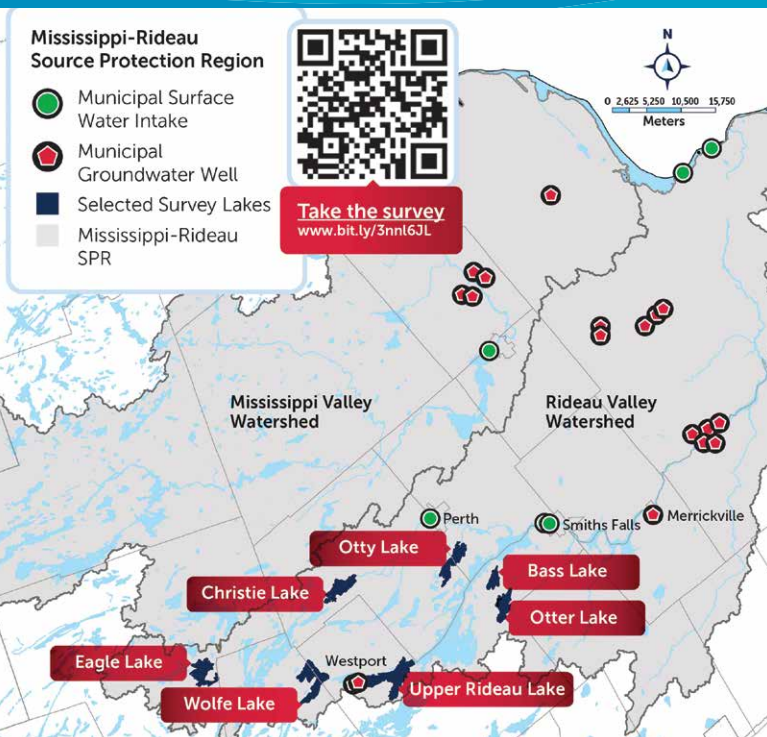 Mississippi-Rideau
Source Protection Region
Municipal Surface
Water Intake
Municipal
Groundwater Well
Selected Survey Lakes
Mississippi-Rideau
SPR
Take the survey
www.bit.ly/3nnl6JL
N
0 2,625 5,250 10,500 15,750
Meters
Mississippi Valley
Watershed
Rideau Valley
Watershed
Perth
Smiths Falls
Merrickville
Otty Lake
Bass Lake
Christie Lake
Otter Lake
Eagle Lake
Westport
Wolfe Lake
Upper Rideau Lake